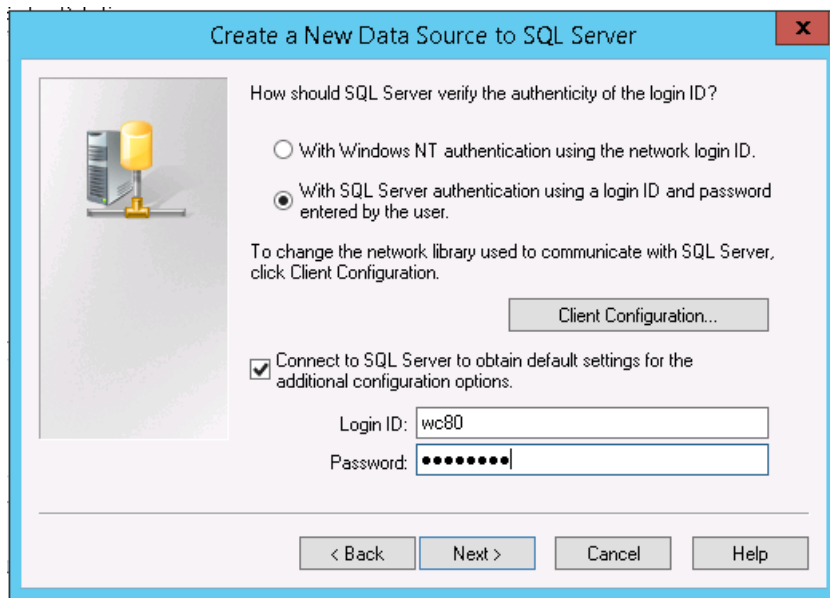 Create a New Data Source to SQL Server
x
How should SQL Server verify the authenticity of the login ID?
With Windows NT authentication using the network login ID.
With SQL Server authentication using a login ID and password
entered by the user.
To change the network library used to communicate with SQL Server,
click Client Configuration.
Client Configuration...
Connect to SQL Server to obtain default settings for the
additional configuration options.
Login ID: wc80
Password: ●●●●●●●●
< Back Next > Cancel Help